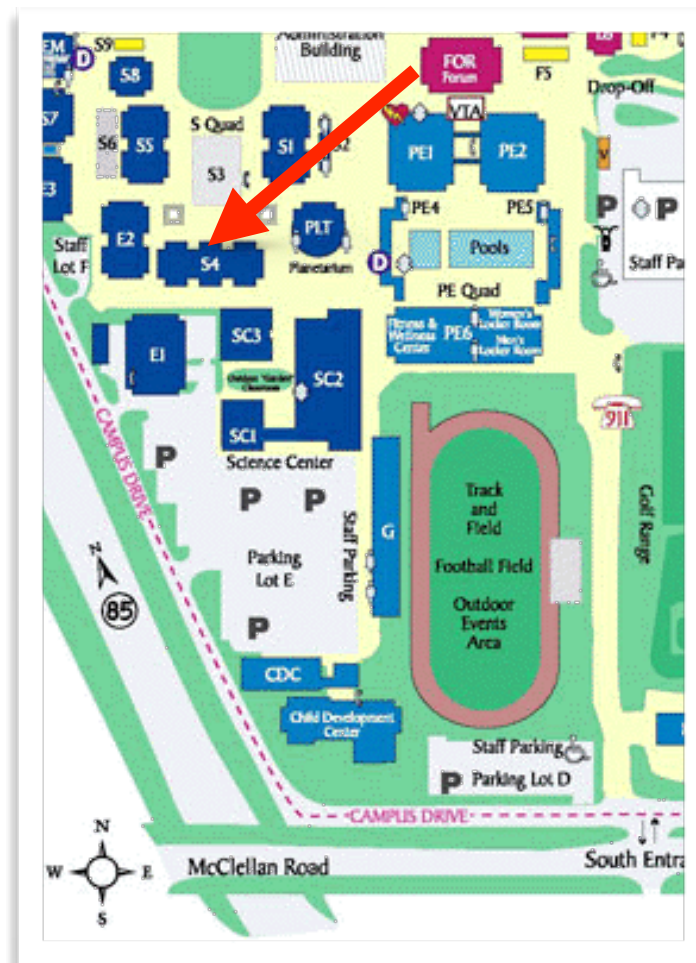 Administration
Building
FOR
Forum
F5
F4
EM
D
S9
S8
Drop-Off
VTA
S7
S6
S5
S Quad
S1
S2
PE1
PE2
V
S3
E3
P
P
PE4
PE5
E2
PLT
Staff
Lot F
S4
Planetarium
D
Pools
Staff Pa
PE Quad
E1
SC3
SC2
Fitness &
Wellness
Center
PE6
Women's
Locker Room
Men's
Locker Room
Outdoor "Garden"
Classroom
SC1
911
CAMPUS DRIVE
P
Science Center
P
P
Staff Parking
G
Track
and
Field
Football Field
Outdoor
Events
Area
Golf Range
N
85
Parking
Lot E
P
CDC
Child Development
Center
Staff Parking
P
Parking Lot D
CAMPUS DRIVE
N
W
E
S
McClellan Road
South Entra